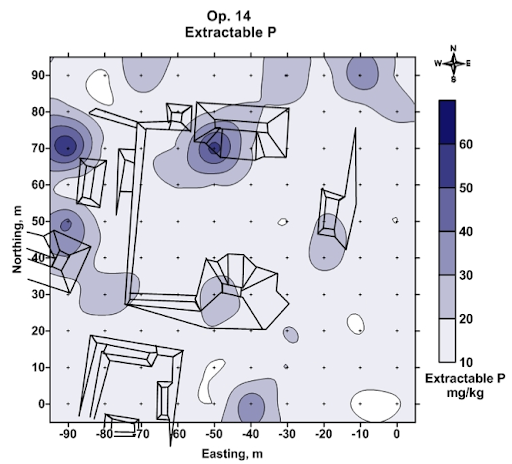 Op. 14
Extractable P
N
W E
S
90
80
70
60
50
40
30
20
10
0
Northing, m
-90 -80 -70 -60 -50 -40 -30 -20 -10 0
Easting, m
60
50
40
30
20
10
Extractable P
mg/kg